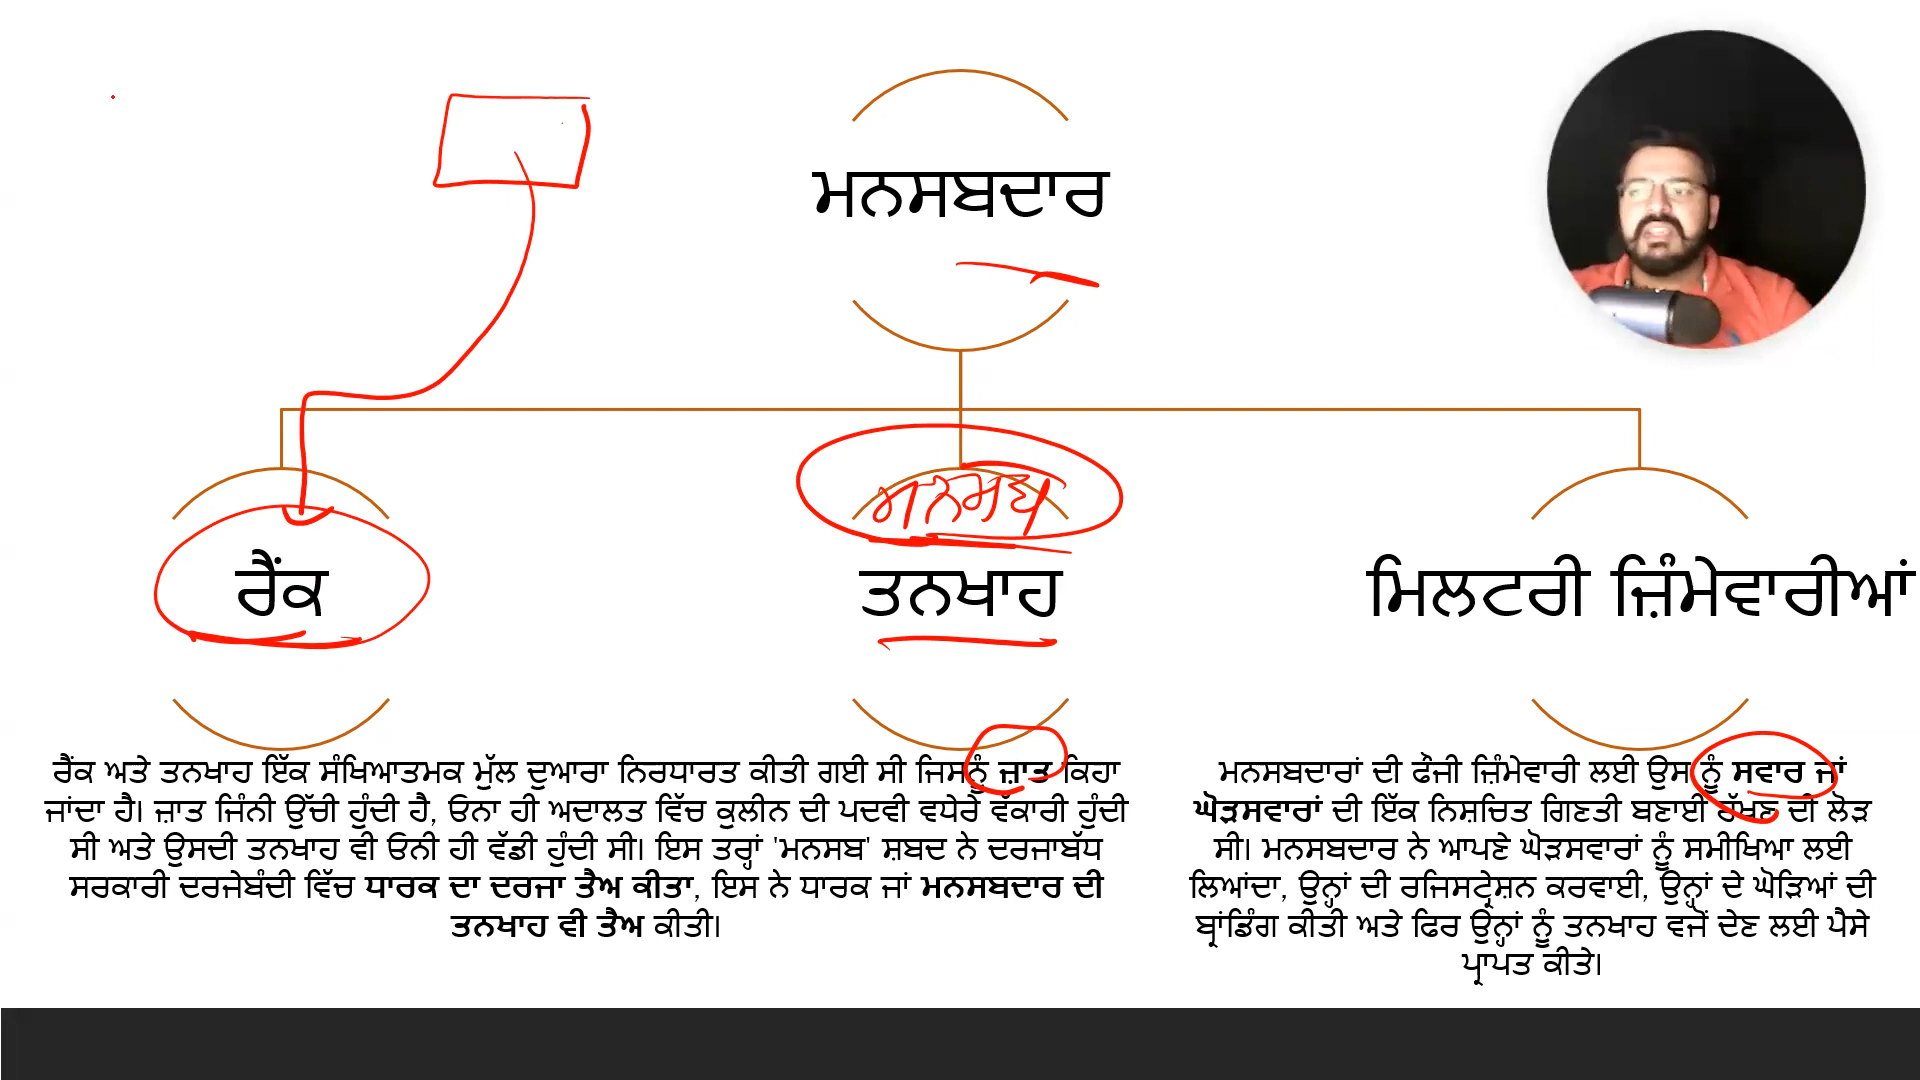 ਮਨਸਬਦਾਰ
ਮਨਸਬ
ਰੈਂਕ
ਤਨਖਾਹ
ਮਿਲਟਰੀ ਜ਼ਿੰਮੇਵਾਰੀਆਂ
ਰੈਂਕ ਅਤੇ ਤਨਖਾਹ ਇੱਕ ਸੰਖਿਆਤਮਕ ਮੁੱਲ ਦੁਆਰਾ ਨਿਰਧਾਰਤ ਕੀਤੀ ਗਈ ਸੀ ਜਿਸਨੂੰ ਜ਼ਾਤ ਕਿਹਾ
ਜਾਂਦਾ ਹੈ। ਜ਼ਾਤ ਜਿੰਨੀ ਉੱਚੀ ਹੁੰਦੀ ਹੈ, ਓਨਾ ਹੀ ਅਦਾਲਤ ਵਿੱਚ ਕੁਲੀਨ ਦੀ ਪਦਵੀ ਵਧੇਰੇ ਵੱਕਾਰੀ ਹੁੰਦੀ
ਸੀ ਅਤੇ ਉਸਦੀ ਤਨਖਾਹ ਵੀ ਓਨੀ ਹੀ ਵੱਡੀ ਹੁੰਦੀ ਸੀ। ਇਸ ਤਰ੍ਹਾਂ 'ਮਨਸਬ' ਸ਼ਬਦ ਨੇ ਦਰਜਾਬੱਧ
ਸਰਕਾਰੀ ਦਰਜੇਬੰਦੀ ਵਿੱਚ ਧਾਰਕ ਦਾ ਦਰਜਾ ਤੈਅ ਕੀਤਾ, ਇਸ ਨੇ ਧਾਰਕ ਜਾਂ ਮਨਸਬਦਾਰ ਦੀ
ਤਨਖਾਹ ਵੀ ਤੈਅ ਕੀਤੀ।
ਮਨਸਬਦਾਰਾਂ ਦੀ ਫੌਜੀ ਜ਼ਿੰਮੇਵਾਰੀ ਲਈ ਉਸ ਨੂੰ ਸਵਾਰ ਜਾਂ
ਘੋੜਸਵਾਰਾਂ ਦੀ ਇੱਕ ਨਿਸ਼ਚਿਤ ਗਿਣਤੀ ਬਣਾਈ ਰੱਖਣ ਦੀ ਲੋੜ
ਸੀ। ਮਨਸਬਦਾਰ ਨੇ ਆਪਣੇ ਘੋੜਸਵਾਰਾਂ ਨੂੰ ਸਮੀਖਿਆ ਲਈ
ਲਿਆਂਦਾ, ਉਨ੍ਹਾਂ ਦੀ ਰਜਿਸਟ੍ਰੇਸ਼ਨ ਕਰਵਾਈ, ਉਨ੍ਹਾਂ ਦੇ ਘੋੜਿਆਂ ਦੀ
ਬ੍ਰਾਂਡਿੰਗ ਕੀਤੀ ਅਤੇ ਫਿਰ ਉਨ੍ਹਾਂ ਨੂੰ ਤਨਖਾਹ ਵਜੋਂ ਦੇਣ ਲਈ ਪੈਸੇ
ਪ੍ਰਾਪਤ ਕੀਤੇ।